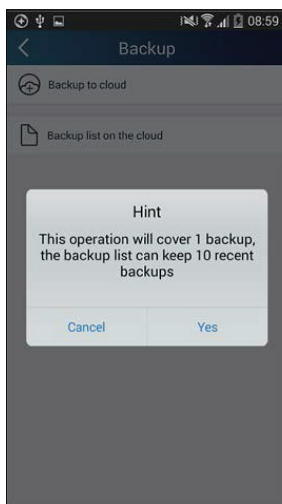 08:59
Backup
Backup to cloud
Backup list on the cloud
Hint
This operation will cover 1 backup,
the backup list can keep 10 recent
backups
Cancel
Yes